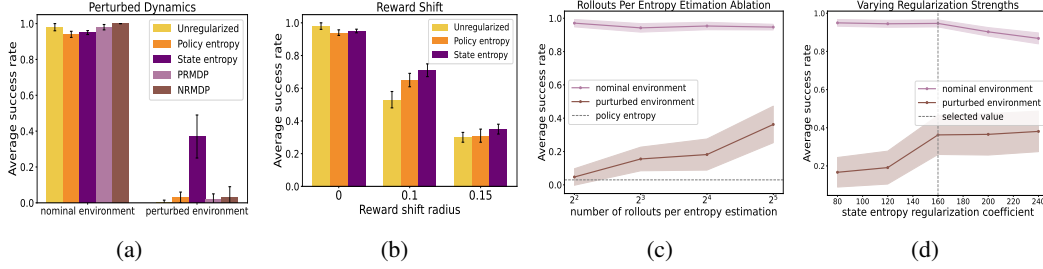 Perturbed Dynamics
Average success rate
1.0
0.8
0.6
0.4
0.2
0.0
Unregularized
Policy entropy
State entropy
PRMDP
NRMDP
nominal environment
perturbed environment
(a)
Reward Shift
Average success rate
1.0
0.8
0.6
0.4
0.2
0.0
Unregularized
Policy entropy
State entropy
0
0.1
0.15
Reward shift radius
(b)
Rollouts Per Entropy Etimation Ablation
Average success rate
1.0
0.8
0.6
0.4
0.2
0.0
nominal environment
perturbed environment
policy entropy
2²
2³
2⁴
2⁵
number of rollouts per entropy estimation
(c)
Varying Regularization Strengths
Average success rate
1.0
0.8
0.6
0.4
0.2
nominal environment
perturbed environment
selected value
80 100 120 140 160 180 200 220 240
state entropy regularization coefficient
(d)